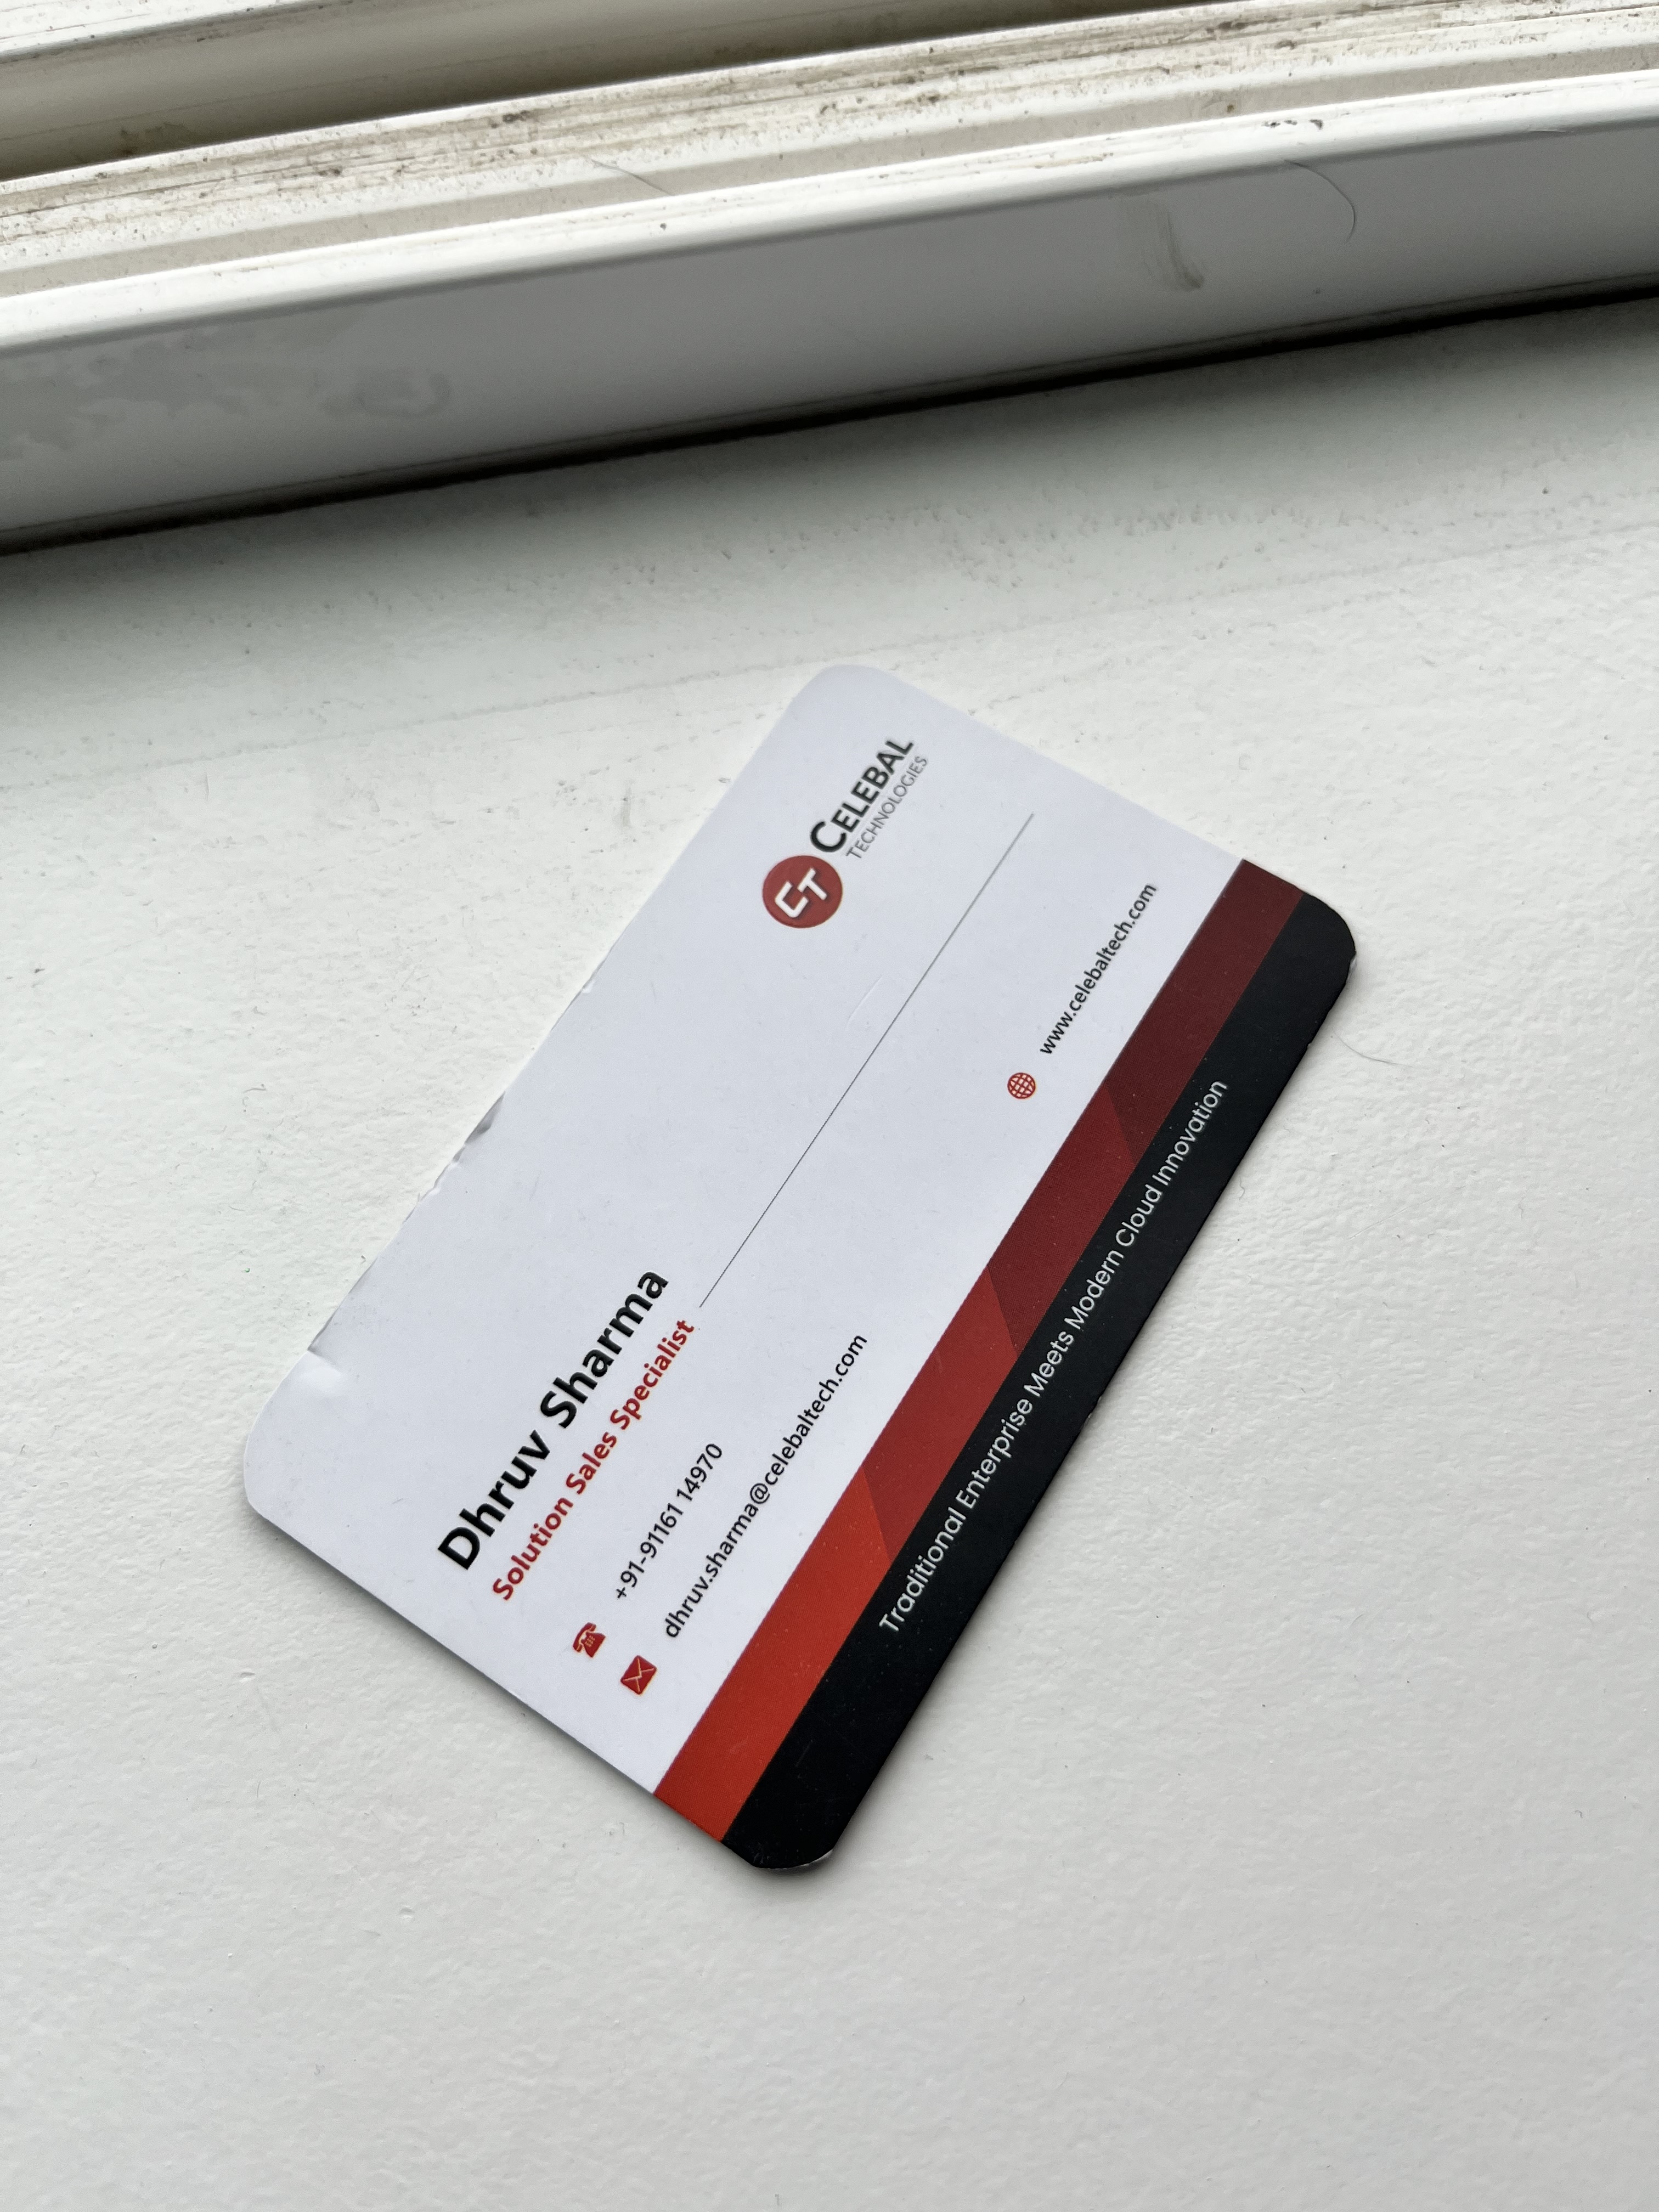 CT CELEBAL
TECHNOLOGIES
Dhruv Sharma
Solution Sales Specialist
+91-91161 14970
dhruv.sharma@celebaltech.com
www.celebaltech.com
Traditional Enterprise Meets Modern Cloud Innovation